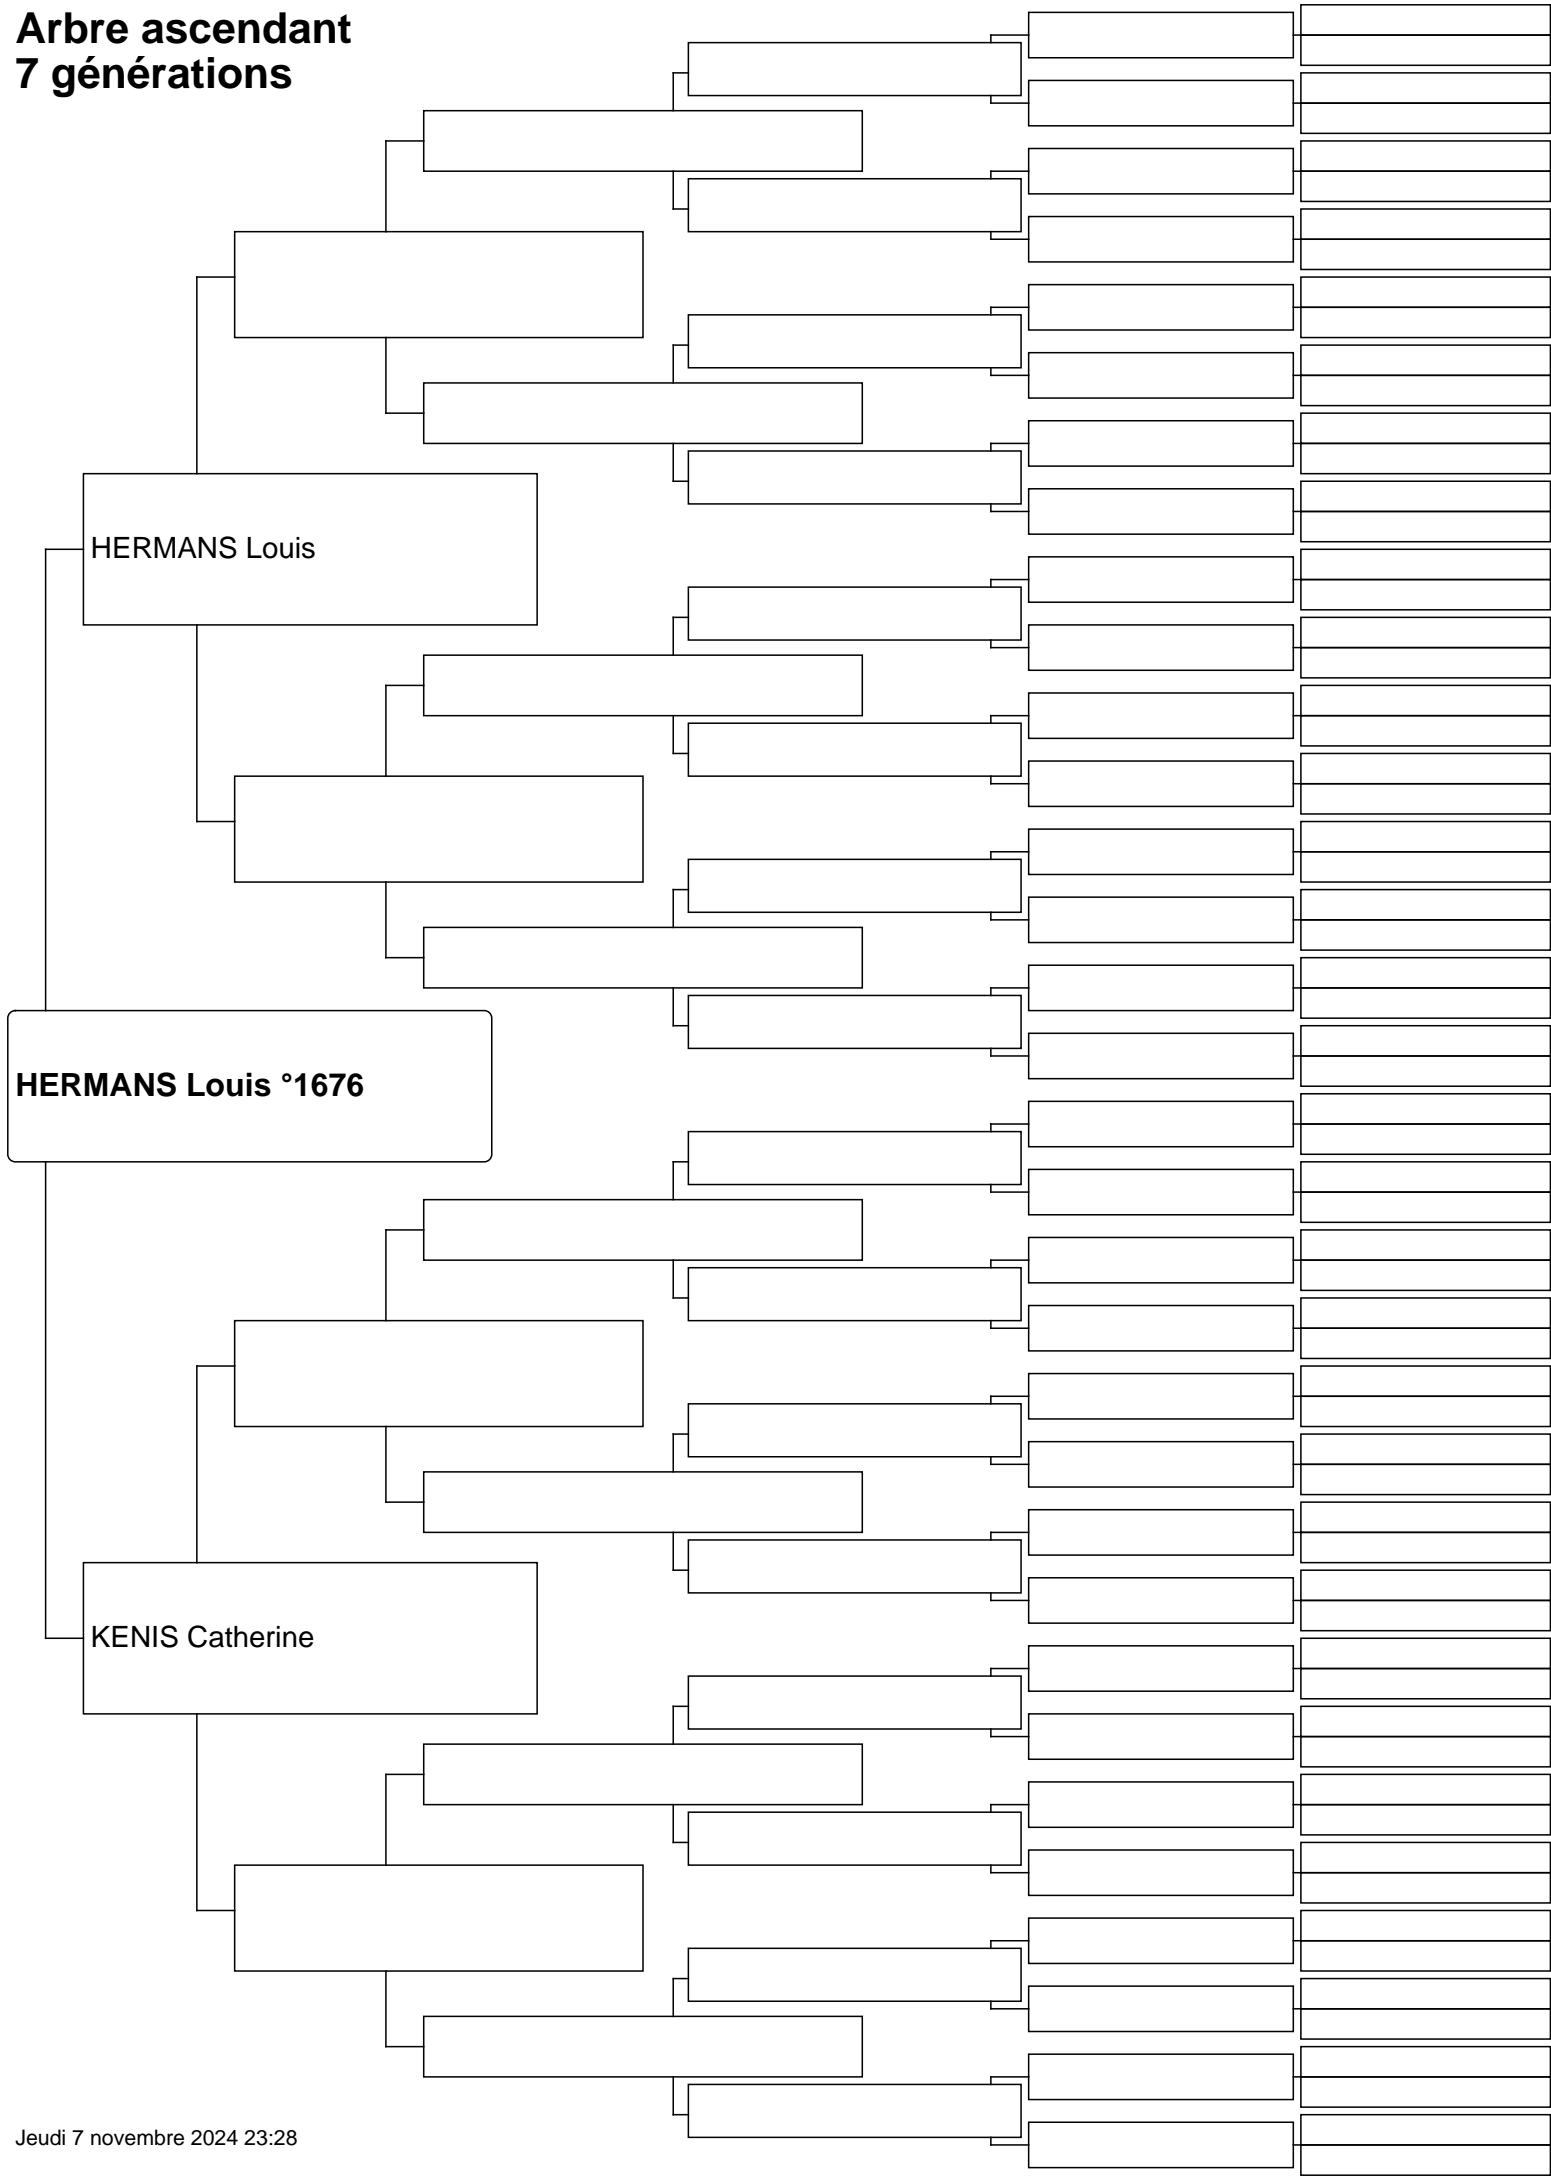 Arbre ascendant
7 générations
HERMANS Louis
HERMANS Louis °1676
KENIS Catherine
Jeudi 7 novembre 2024 23:28